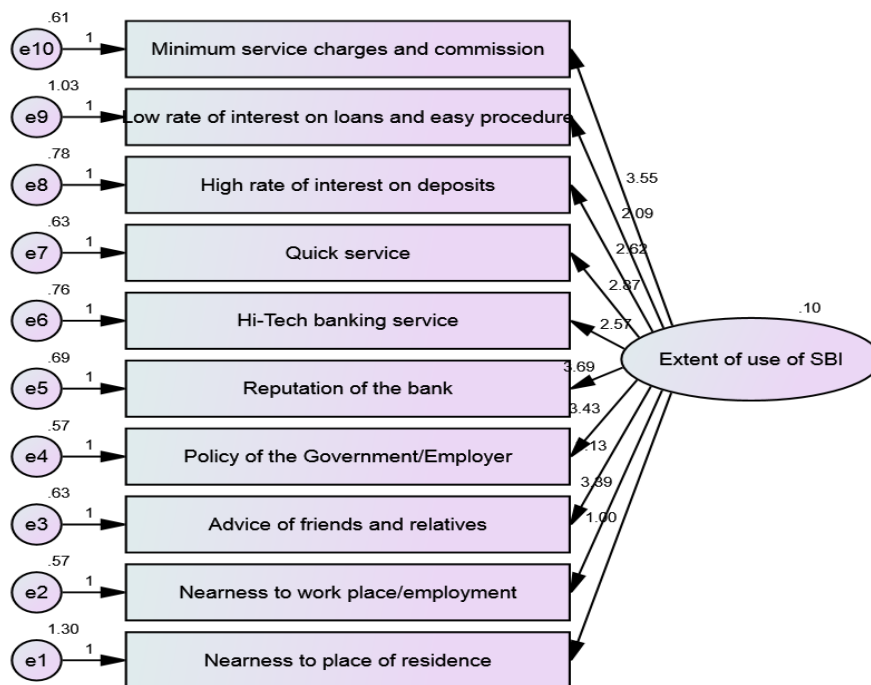 .61
e10
1
Minimum service charges and commission
1.03
e9
1
Low rate of interest on loans and easy procedure
.78
e8
1
High rate of interest on deposits
.63
e7
1
Quick service
.76
e6
1
Hi-Tech banking service
.69
e5
1
Reputation of the bank
.57
e4
1
Policy of the Government/Employer
.63
e3
1
Advice of friends and relatives
.57
e2
1
Nearness to work place/employment
1.30
e1
1
Nearness to place of residence
3.55
2.09
2.62
2.87
2.57
3.69
3.43
.13
3.39
1.00
.10
Extent of use of SBI